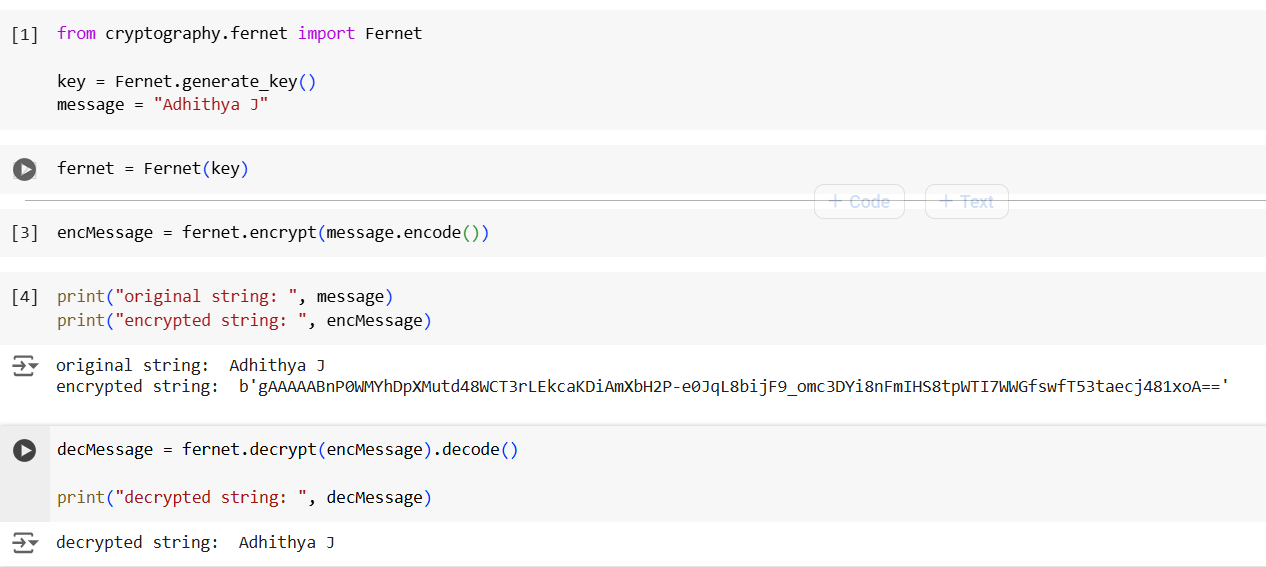 [1] from cryptography.fernet import Fernet
key = Fernet.generate_key()
message = "Adhithya J"
fernet = Fernet(key)
+ Code + Text
[3] encMessage = fernet.encrypt(message.encode())
[4] print("original string: ", message)
print("encrypted string: ", encMessage)
original string:  Adhithya J
encrypted string:  b'gAAAAABnP0WMYhDpXMutd48WCT3rLEkcaKDiAmXbH2P-e0JqL8bijF9_omc3DYi8nFmIHS8tpWTI7WWGfswfT53taecj481xoA=='
decMessage = fernet.decrypt(encMessage).decode()
print("decrypted string: ", decMessage)
decrypted string:  Adhithya J